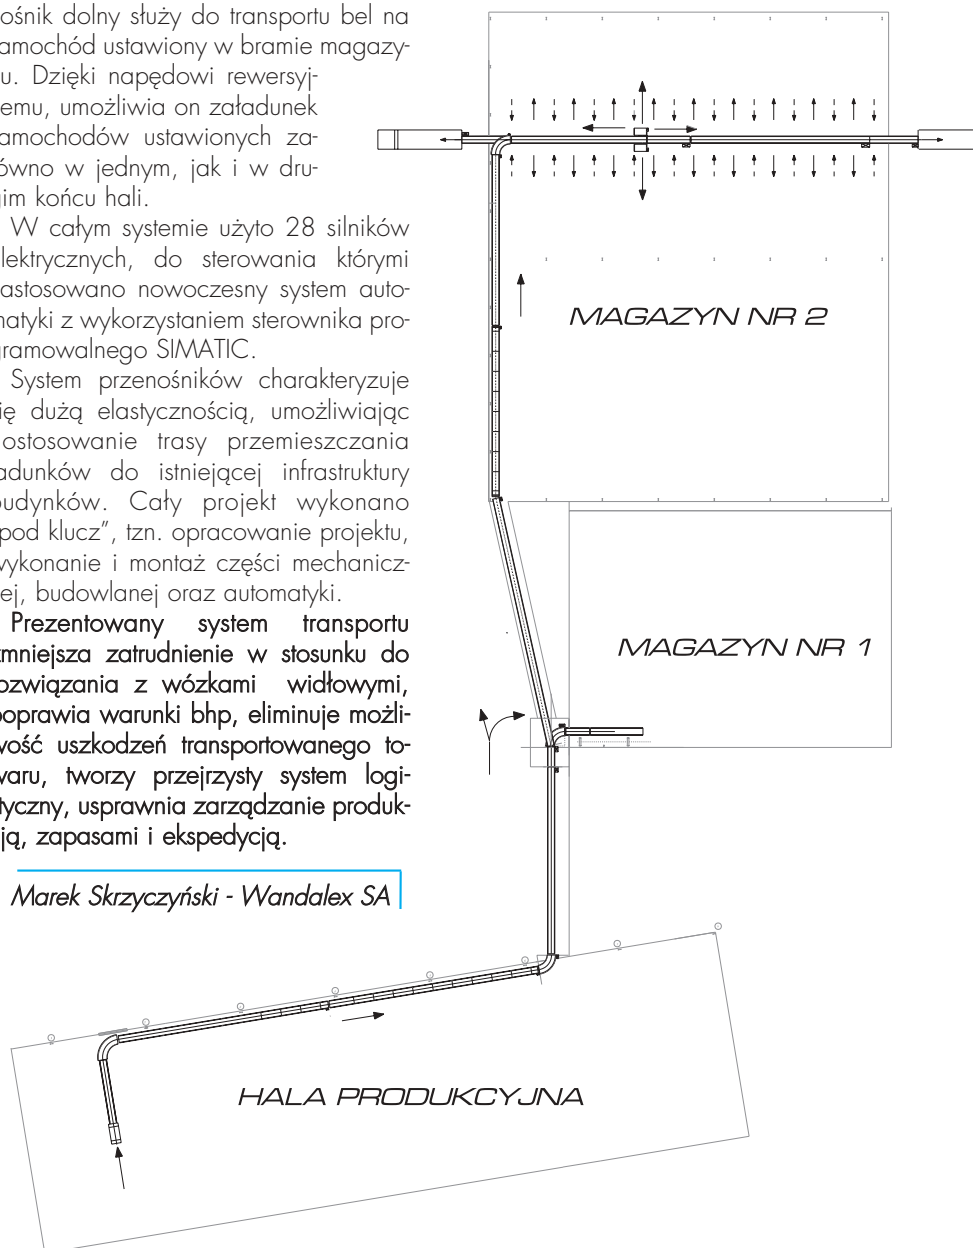 ośnik dolny służy do transportu bel na
amochód ustawiony w bramie magazy-
u. Dzięki napędowi rewersyj-
emu, umożliwia on załadunek
amochodów ustawionych za-
ówno w jednym, jak i w dru-
gim końcu hali.
W całym systemie użyto 28 silników
lektrycznych, do sterowania którymi
astosowano nowoczesny system auto-
matyki z wykorzystaniem sterownika pro-
gramowalnego SIMATIC.
System przenośników charakteryzuje
ię dużą elastycznością, umożliwiając
ostosowanie trasy przemieszczania
adunków do istniejącej infrastruktury
budynków. Cały projekt wykonano
pod klucz”, tzn. opracowanie projektu,
wykonanie i montaż części mechanicz-
ej, budowlanej oraz automatyki.
Prezentowany system transportu
zmniejsza zatrudnienie w stosunku do
ozwiązania z wózkami widłowymi,
poprawia warunki bhp, eliminuje możli-
wość uszkodzeń transportowanego to-
waru, tworzy przejrzysty system logi-
tyczny, usprawnia zarządzanie produk-
ją, zapasami i ekspedycją.
Marek Skrzyczyński - Wandalex SA
MAGAZYN NR 2
MAGAZYN NR 1
HALA PRODUKCYJNA